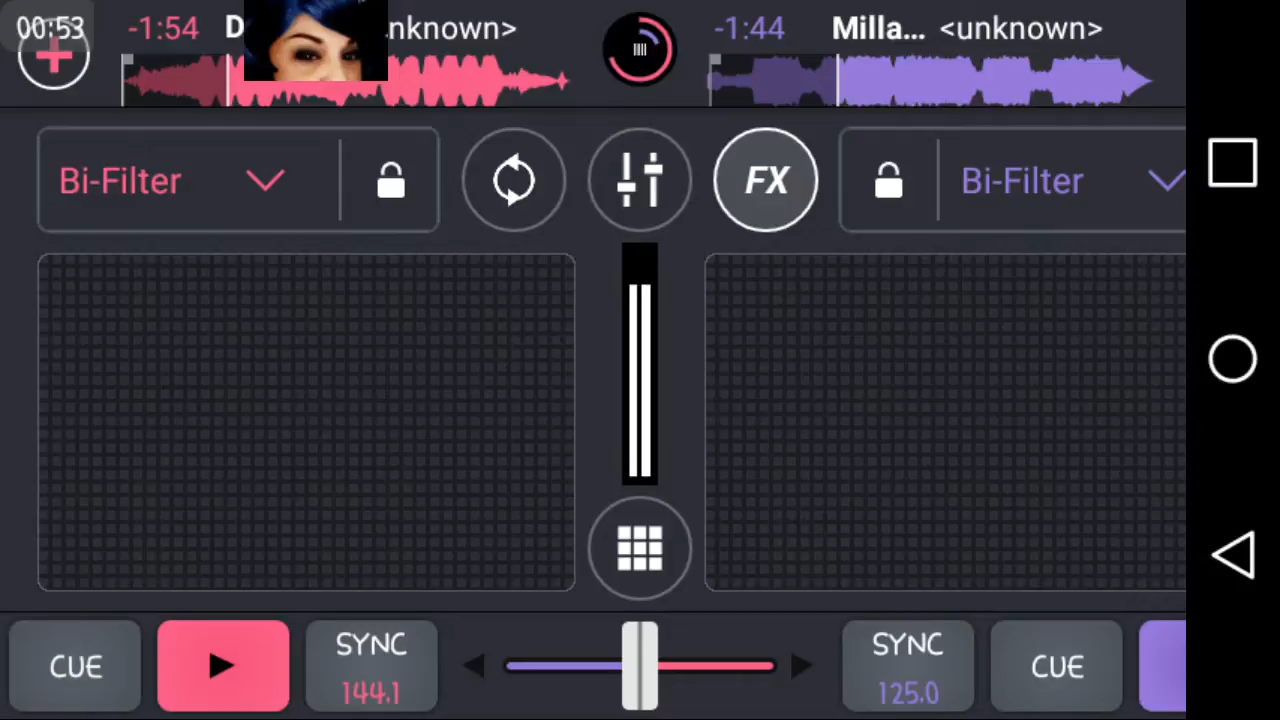 00:53 -1:54 D nknown> -1:44 Milla... <unknown>
Bi-Filter FX Bi-Filter
CUE SYNC 144.1 SYNC 125.0 CUE